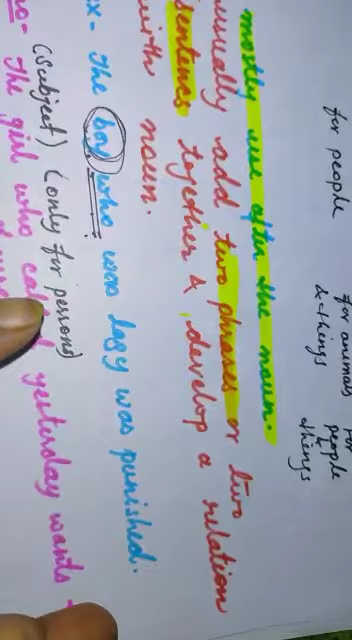 for people
for animals & things
for people things
mostly use after the noun.
usually add two phrases or two
sentences together & develop a relation
with noun.
Ex- The boy who was lazy was punished.
(Subject) (only for persons)
The girl who yesterday wants